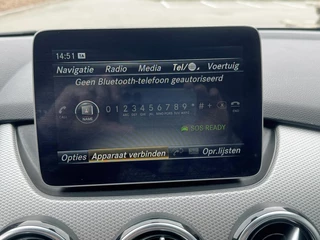 14:51 TA
Navigatie Radio Media Tel/ Voertuig
Geen Bluetooth-telefoon geautoriseerd
0 1 2 3 4 5 6 7 8 9 * # +
SOS READY
Opties Apparaat verbinden Opr.lijsten